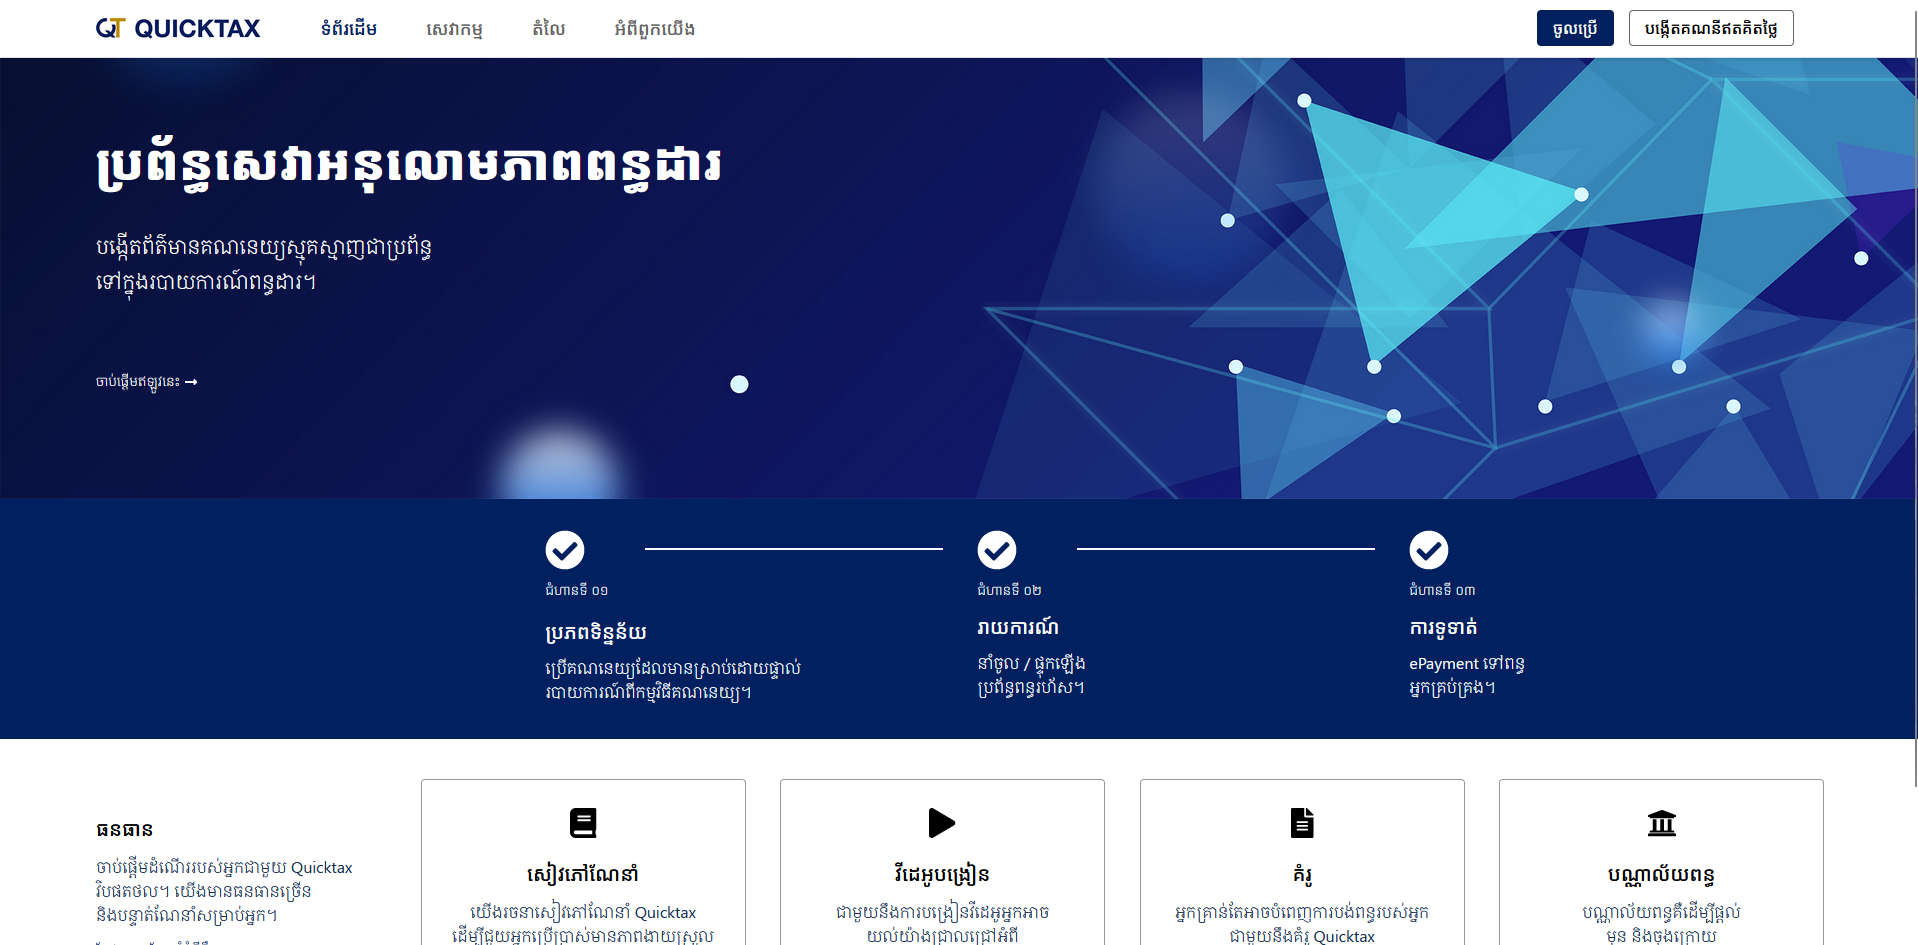 QT QUICKTAX
ទំព័រដើម
សេវាកម្ម
តំលៃ
អំពីពួកយើង
ចូលប្រើ
បង្កើតគណនីឥតគិតថ្លៃ
ប្រព័ន្ធសេវាអនុលោមភាពពន្ធដារ
បង្កើតព័ត៌មានគណនេយ្យស្មុគស្មាញជាប្រព័ន្ធ
ទៅក្នុងរបាយការណ៍ពន្ធដារ។
ចាប់ផ្ដើមឥឡូវនេះ →
ជំហានទី ០១
ប្រភពទិន្នន័យ
ប្រើគណនេយ្យដែលមានស្រាប់ដោយផ្ទាល់
របាយការណ៍ពីកម្មវិធីគណនេយ្យ។
ជំហានទី ០២
រាយការណ៍
នាំចូល / ផ្ទុកឡើង
ប្រព័ន្ធពន្ធរហ័ស។
ជំហានទី ០៣
ការទូទាត់
ePayment ទៅពន្ធ
អ្នកគ្រប់គ្រង។
ធនធាន
ចាប់ផ្តើមដំណើររបស់អ្នកជាមួយ Quicktax
វិបផតថល។ យើងមានធនធានច្រើន
និងបន្ទាត់ណែនាំសម្រាប់អ្នក។
សៀវភៅណែនាំ
យើងរចនាសៀវភៅណែនាំ Quicktax
ដើម្បីជួយអ្នកប្រើប្រាស់មានភាពងាយស្រួល
វីដេអូបង្រៀន
ជាមួយនឹងការបង្រៀនវីដេអូអ្នកអាច
យល់យ៉ាងជ្រាលជ្រៅអំពី
គំរូ
អ្នកគ្រាន់តែអាចបំពេញការបង់ពន្ធរបស់អ្នក
ជាមួយនឹងគំរូ Quicktax
បណ្ណាល័យពន្ធ
បណ្ណាល័យពន្ធគឺដើម្បីផ្តល់
មុន និងចុងក្រោយ